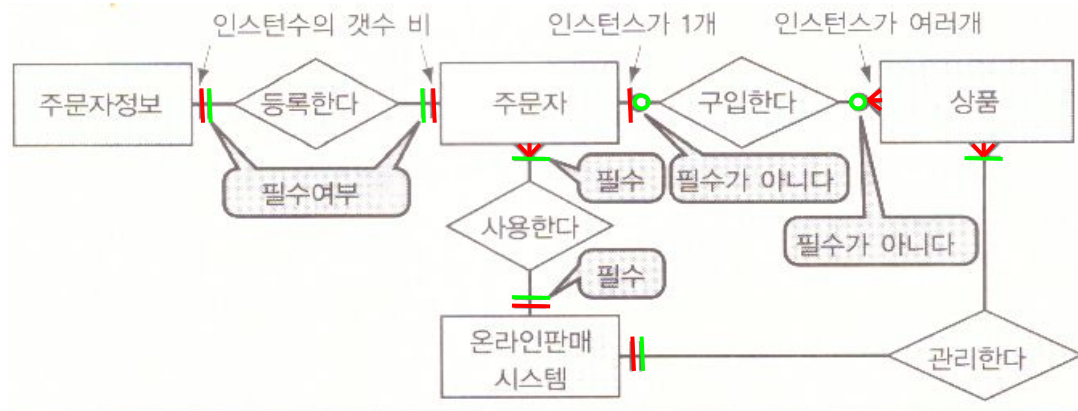 인스턴스수의 갯수 비
인스턴스가 1개
인스턴스가 여러개
주문자정보
등록한다
주문자
구입한다
상품
필수여부
필수
필수가 아니다
사용한다
필수가 아니다
필수
온라인판매
시스템
관리한다